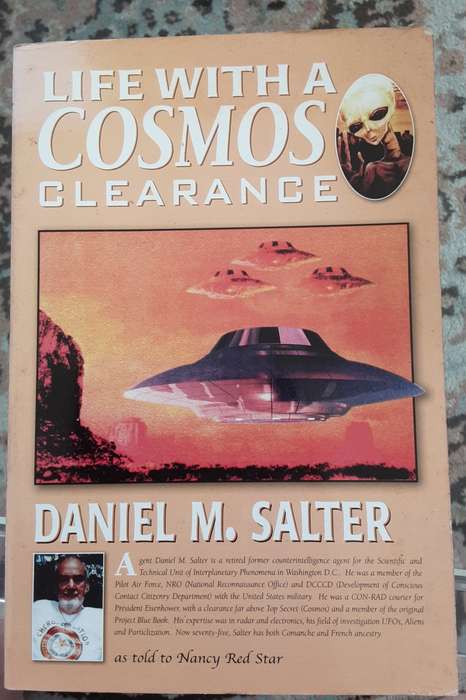 LIFE WITH A
COSMOS
CLEARANCE
DANIEL M. SALTER
Agent Daniel M. Salter is a retired former counterintelligence agent for the Scientific and
Technical Unit of Interplanetary Phenomena in Washington D.C. He was a member of the
Pilot Air Force, NRO (National Reconnaissance Office) and DCCCD (Development of Conscious
Contact Citizenry Department) with the United States military. He was a CON-RAD courier for
President Eisenhower, with a clearance far above Top Secret (Cosmos) and a member of the original
Project Blue Book. His expertise was in radar and electronics, his field of investigation UFOs, Aliens
and Particlization. Now seventy-five, Salter has both Comanche and French ancestry.
as told to Nancy Red Star